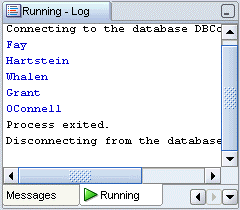 Running - Log
Connecting to the database DBCo
Fay
Hartstein
Whalen
Grant
OConnell
Process exited.
Disconnecting from the database
Messages
Running